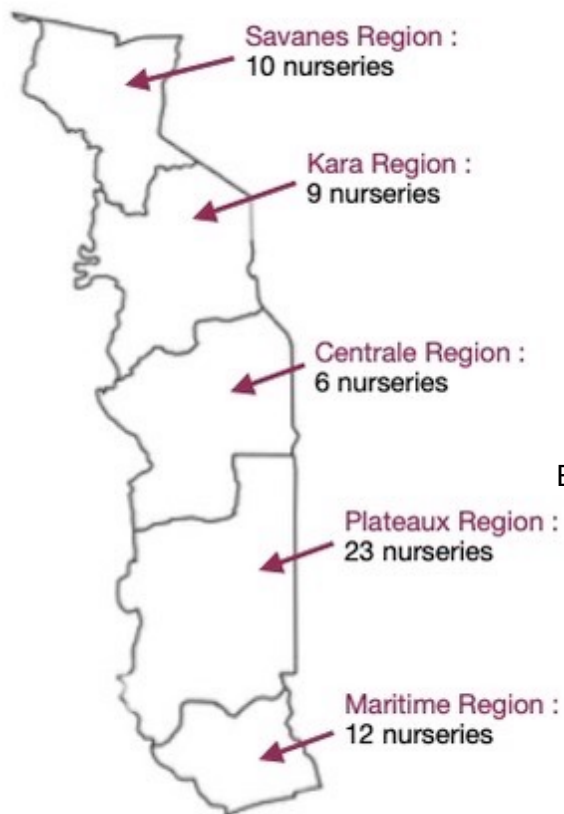 Savanes Region :
10 nurseries
Kara Region :
9 nurseries
Centrale Region :
6 nurseries
Plateaux Region :
23 nurseries
Maritime Region :
12 nurseries